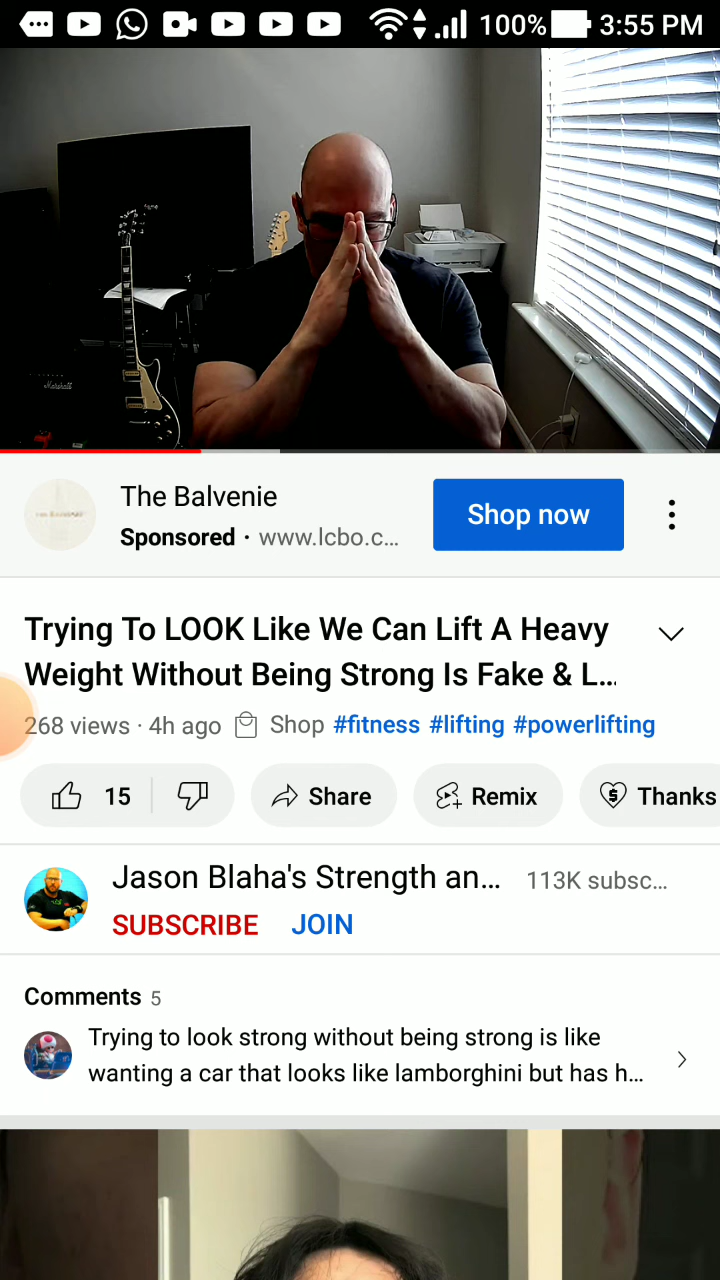 100% 3:55 PM
Marshall
The Balvenie
Sponsored · www.lcbo.c...
Shop now
Trying To LOOK Like We Can Lift A Heavy
Weight Without Being Strong Is Fake & L...
268 views · 4h ago Shop #fitness #lifting #powerlifting
15 Share Remix Thanks
Jason Blaha's Strength an... 113K subsc...
SUBSCRIBE JOIN
Comments 5
Trying to look strong without being strong is like
wanting a car that looks like lamborghini but has h...